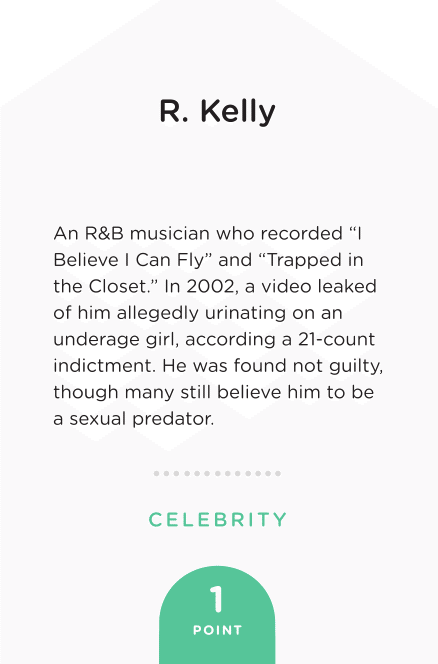 R. Kelly
An R&B musician who recorded “I
Believe I Can Fly” and “Trapped in
the Closet.” In 2002, a video leaked
of him allegedly urinating on an
underage girl, according a 21-count
indictment. He was found not guilty,
though many still believe him to be
a sexual predator.
CELEBRITY
1
POINT